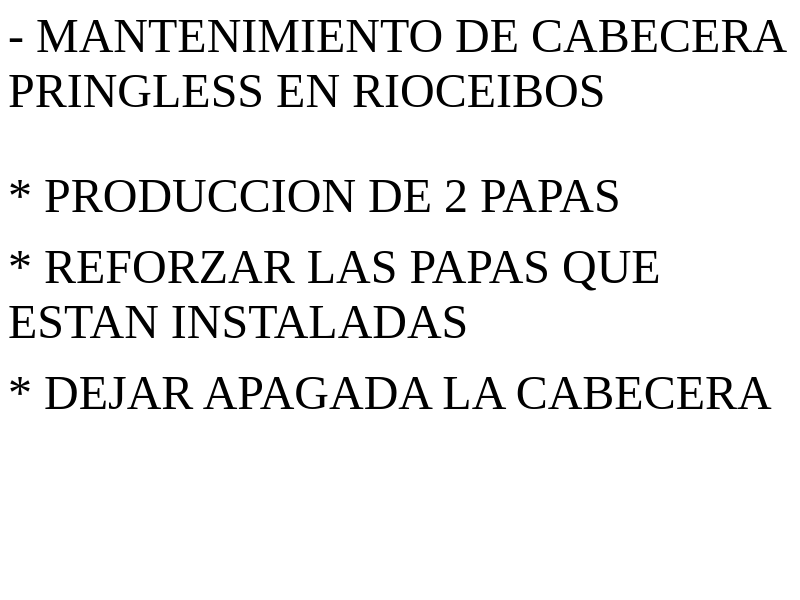 - MANTENIMIENTO DE CABECERA
PRINGLESS EN RIOCEIBOS
* PRODUCCION DE 2 PAPAS
* REFORZAR LAS PAPAS QUE
ESTAN INSTALADAS
* DEJAR APAGADA LA CABECERA